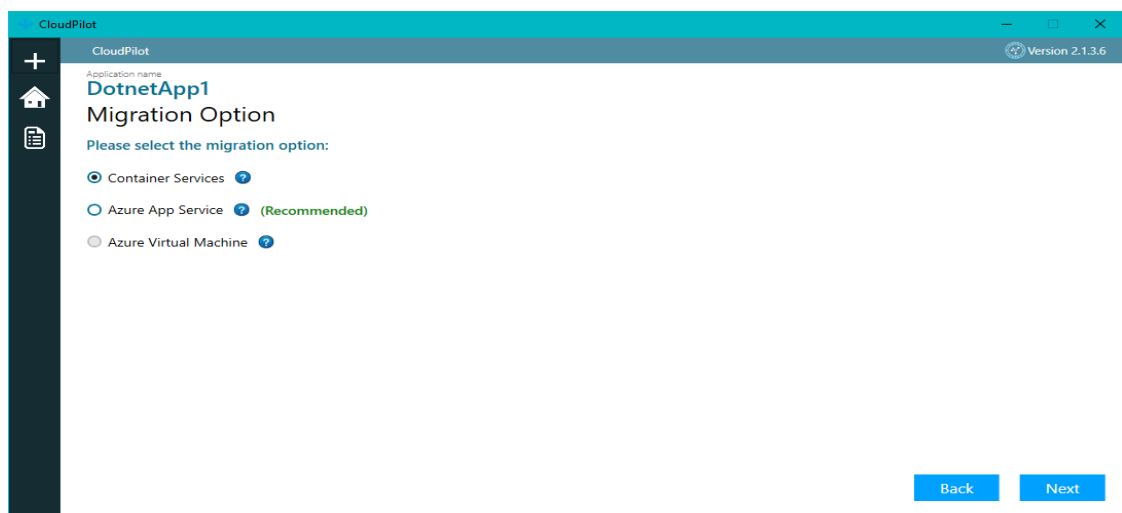 CloudPilot
CloudPilot
Version 2.1.3.6
Application name
DotnetApp1
Migration Option
Please select the migration option:
Container Services ?
Azure App Service ? (Recommended)
Azure Virtual Machine ?
Back Next